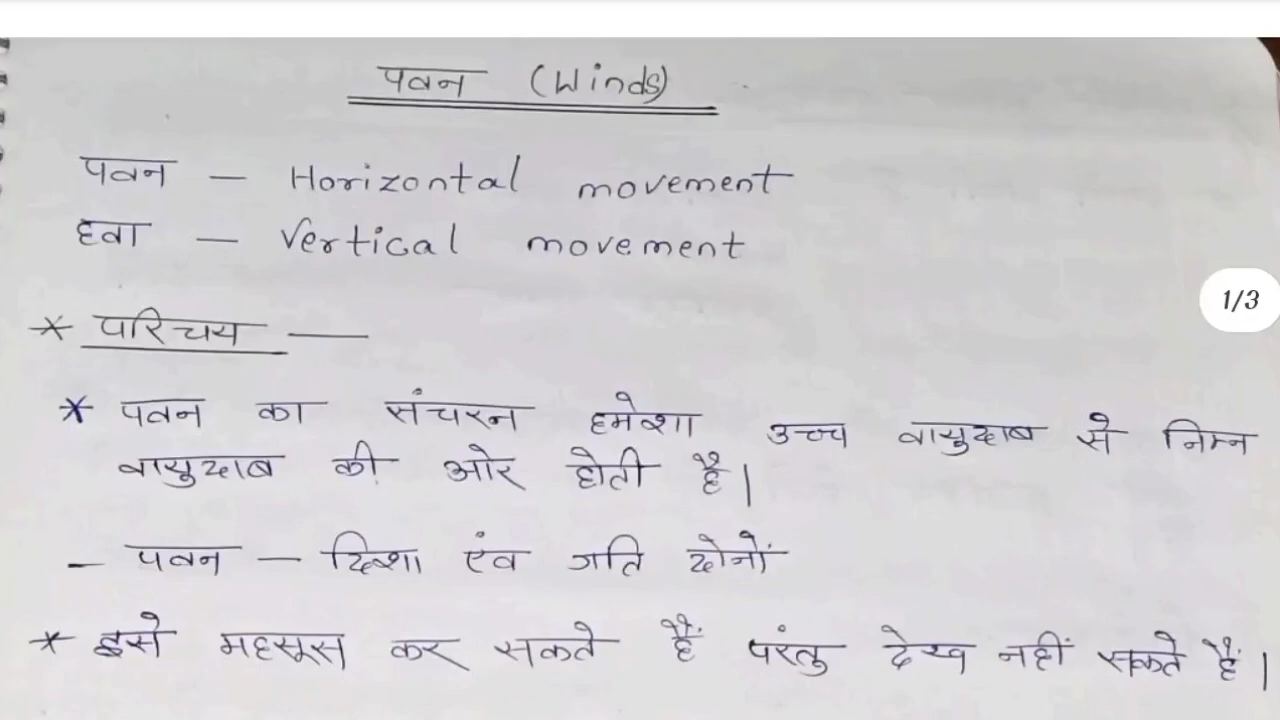 पवन (Winds)
पवन — Horizontal movement
हवा — Vertical movement
1/3
* परिचय —
* पवन का संचरन हमेशा उच्च वायुदाब से निम्न
वायुदाब की ओर होती है।
- पवन — दिशा एंव गति दोनों
* इसे महसूस कर सकते हैं परंतु देख नहीं सकते हैं।